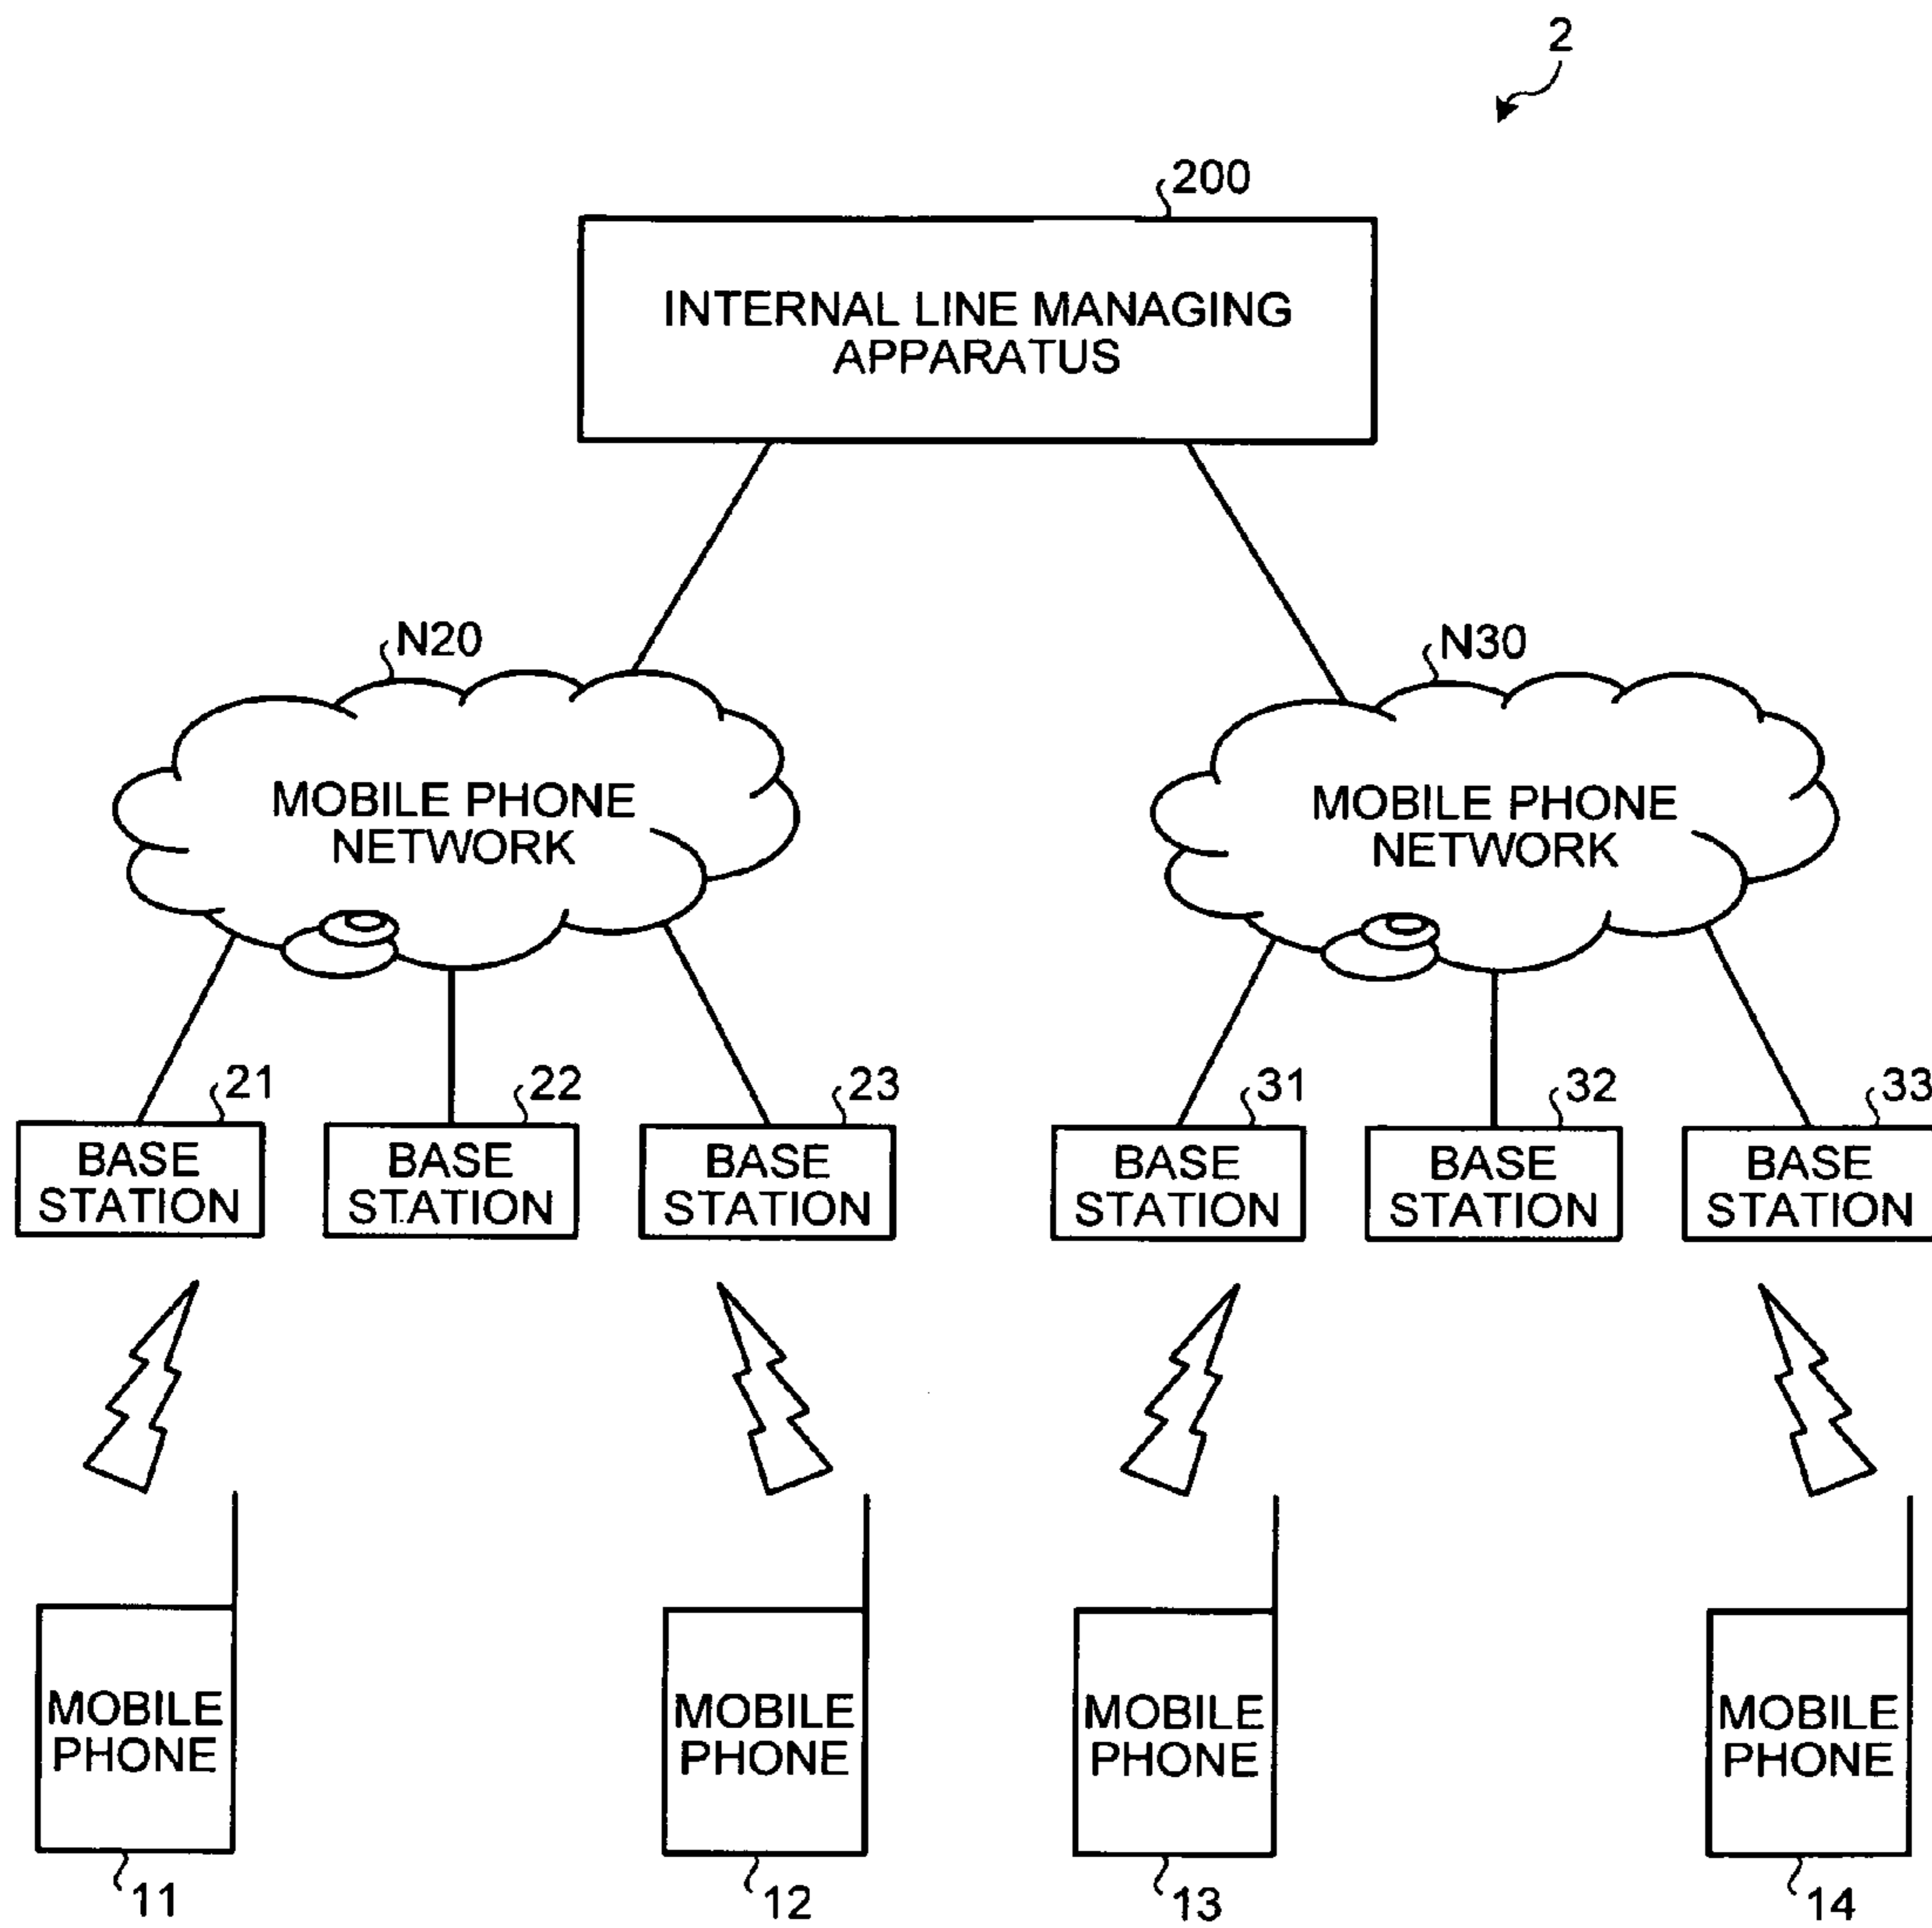 2
200
INTERNAL LINE MANAGING
APPARATUS
N20
N30
MOBILE PHONE
NETWORK
MOBILE PHONE
NETWORK
21
22
23
31
32
33
BASE
STATION
BASE
STATION
BASE
STATION
BASE
STATION
BASE
STATION
BASE
STATION
MOBILE
PHONE
MOBILE
PHONE
MOBILE
PHONE
MOBILE
PHONE
11
12
13
14